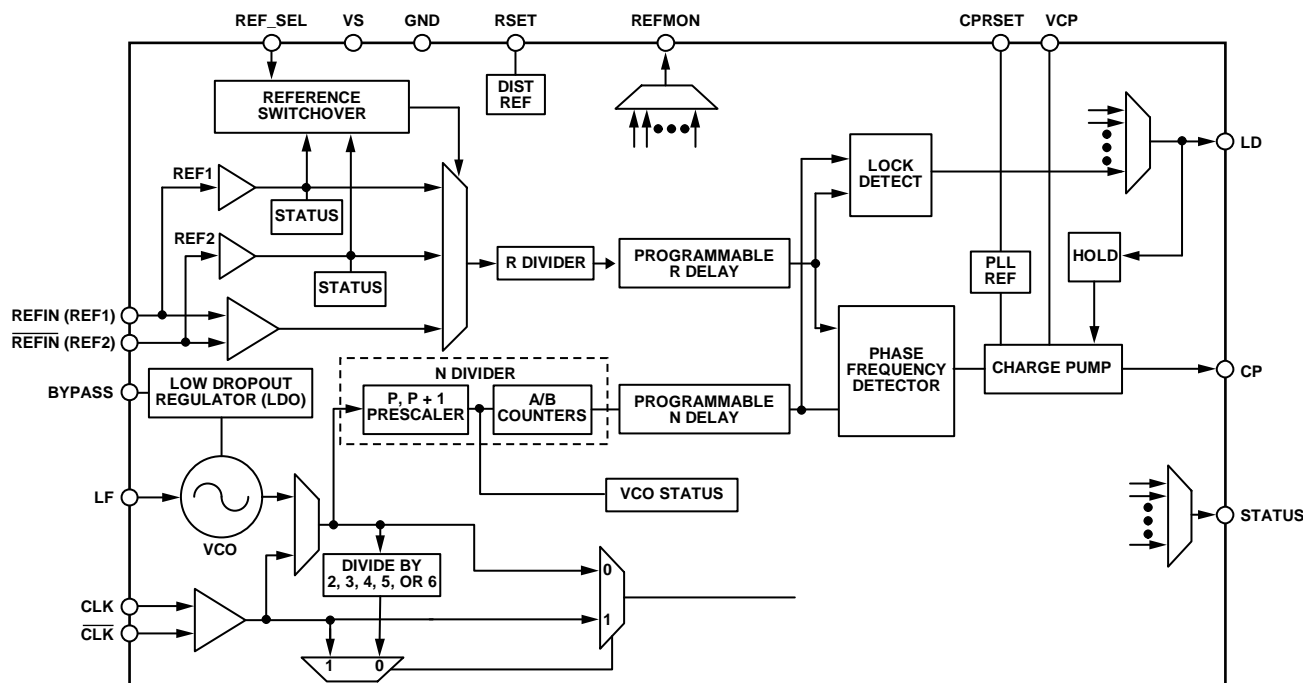 REF_SEL
VS
GND
RSET
REFMON
CPRSET
VCP
REFERENCE
SWITCHOVER
DIST
REF
LOCK
DETECT
LD
REF1
STATUS
REF2
STATUS
R DIVIDER
PROGRAMMABLE
R DELAY
PLL
REF
HOLD
REFIN (REF1)
REFIN (REF2)
BYPASS
LOW DROPOUT
REGULATOR (LDO)
N DIVIDER
P, P + 1
PRESCALER
A/B
COUNTERS
PROGRAMMABLE
N DELAY
PHASE
FREQUENCY
DETECTOR
CHARGE PUMP
CP
LF
VCO
VCO STATUS
STATUS
DIVIDE BY
2, 3, 4, 5, OR 6
0
1
CLK
CLK
1 0